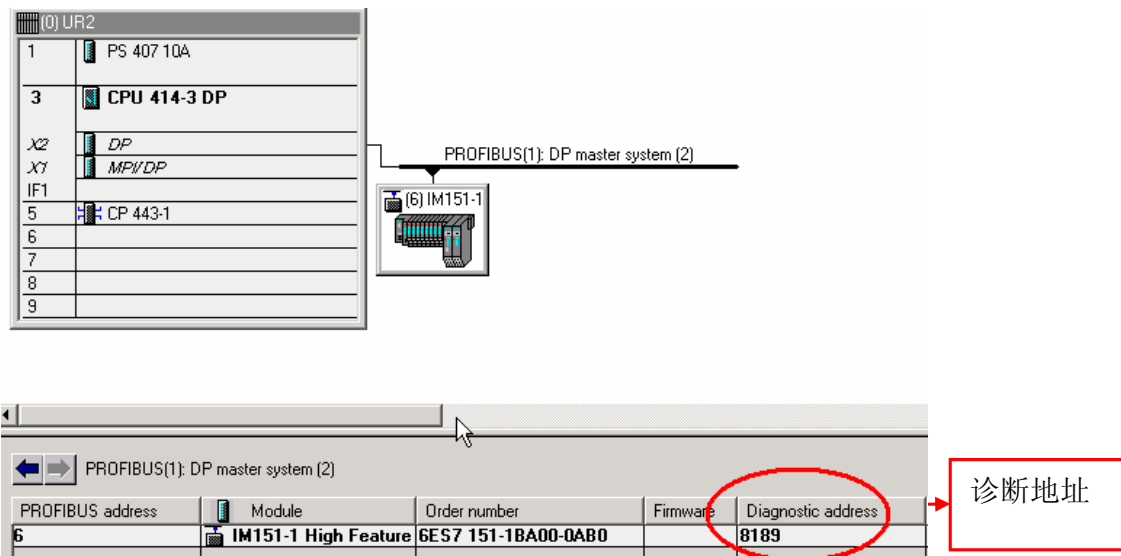 (0) UR2
1 PS 407 10A
3 CPU 414-3 DP
X2 DP
X1 MPI/DP
IF1
5 CP 443-1
6
7
8
9
PROFIBUS(1): DP master system (2)
(6) IM151-1
PROFIBUS(1): DP master system (2)
PROFIBUS address Module Order number Firmware Diagnostic address
6 IM151-1 High Feature 6ES7 151-1BA00-0AB0 8189
诊断地址